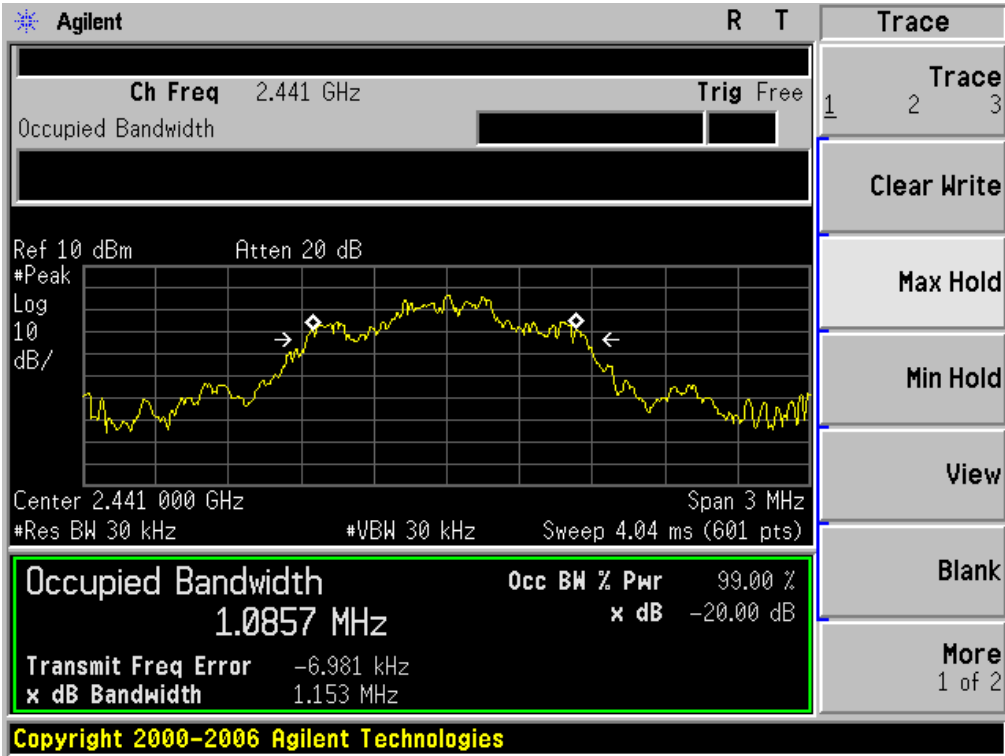 Agilent R T Trace
Ch Freq 2.441 GHz Trig Free
Occupied Bandwidth
Trace
1 2 3
Clear Write
Max Hold
Min Hold
View
Blank
More
1 of 2
Ref 10 dBm Atten 20 dB
#Peak
Log
10
dB/
Center 2.441 000 GHz Span 3 MHz
#Res BW 30 kHz #VBW 30 kHz Sweep 4.04 ms (601 pts)
Occupied Bandwidth Occ BW % Pwr 99.00 %
1.0857 MHz x dB -20.00 dB
Transmit Freq Error -6.981 kHz
x dB Bandwidth 1.153 MHz
Copyright 2000-2006 Agilent Technologies